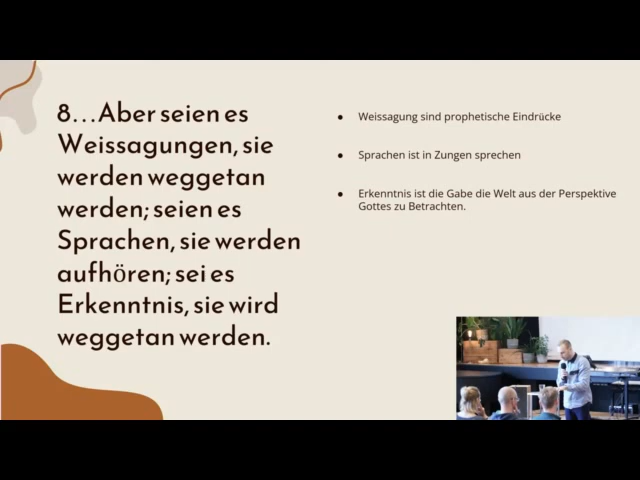 8...Aber seien es
Weissagungen, sie
werden weggetan
werden; seien es
Sprachen, sie werden
aufhören; sei es
Erkenntnis, sie wird
weggetan werden.
● Weissagung sind prophetische Eindrücke
● Sprachen ist in Zungen sprechen
● Erkenntnis ist die Gabe die Welt aus der Perspektive
Gottes zu Betrachten.